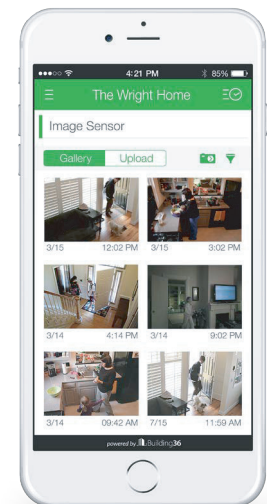 4:21 PM 85%
The Wright Home
Image Sensor
Gallery Upload
3/15 12:02 PM 3/15 3:02 PM
3/14 4:14 PM 3/14 9:02 PM
3/14 09:42 AM 7/15 11:59 AM
powered by Building36